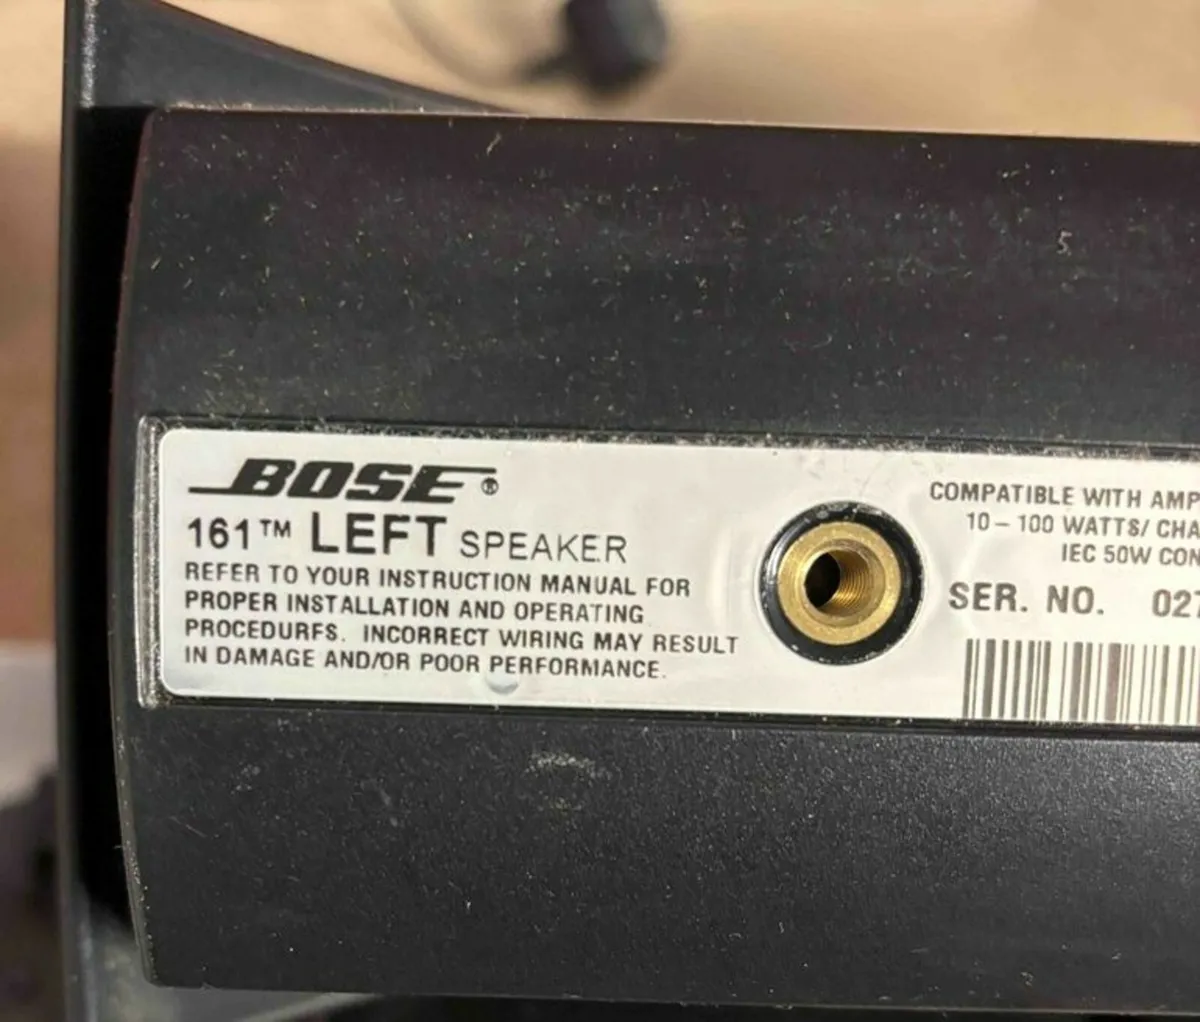 BOSE®
161™ LEFT SPEAKER
REFER TO YOUR INSTRUCTION MANUAL FOR
PROPER INSTALLATION AND OPERATING
PROCEDURFS. INCORRECT WIRING MAY RESULT
IN DAMAGE AND/OR POOR PERFORMANCE.
COMPATIBLE WITH AMP
10 – 100 WATTS/ CHA
IEC 50W CON
SER. NO. 027